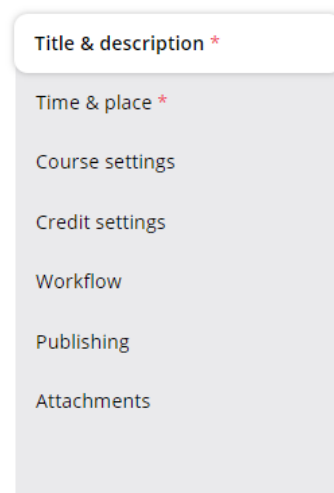 Title & description *
Time & place *
Course settings
Credit settings
Workflow
Publishing
Attachments